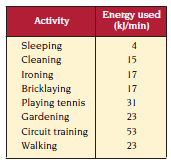 Activity Energy used
(kJ/min)
Sleeping 4
Cleaning 15
Ironing 17
Bricklaying 17
Playing tennis 31
Gardening 23
Circuit training 53
Walking 23